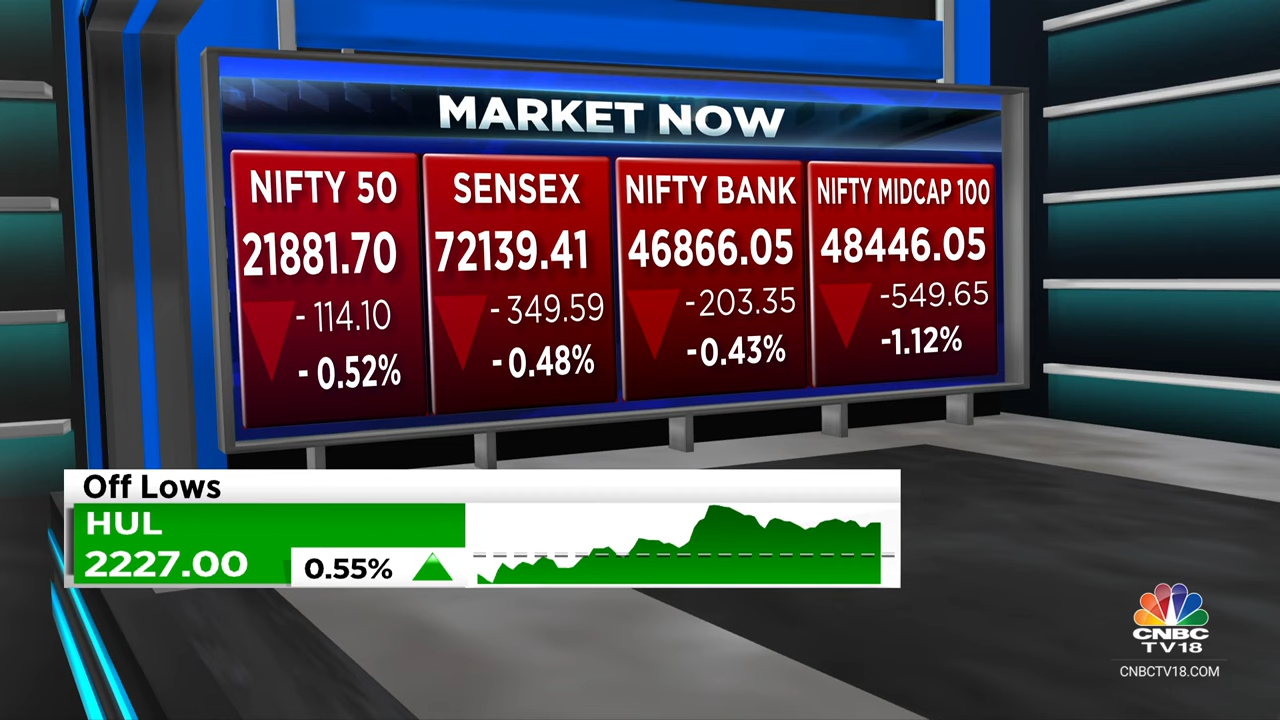 MARKET NOW
NIFTY 50
21881.70
- 114.10
- 0.52%
SENSEX
72139.41
- 349.59
- 0.48%
NIFTY BANK
46866.05
-203.35
-0.43%
NIFTY MIDCAP 100
48446.05
-549.65
-1.12%
Off Lows
HUL
2227.00
0.55%
CNBC
TV18
CNBCTV18.COM